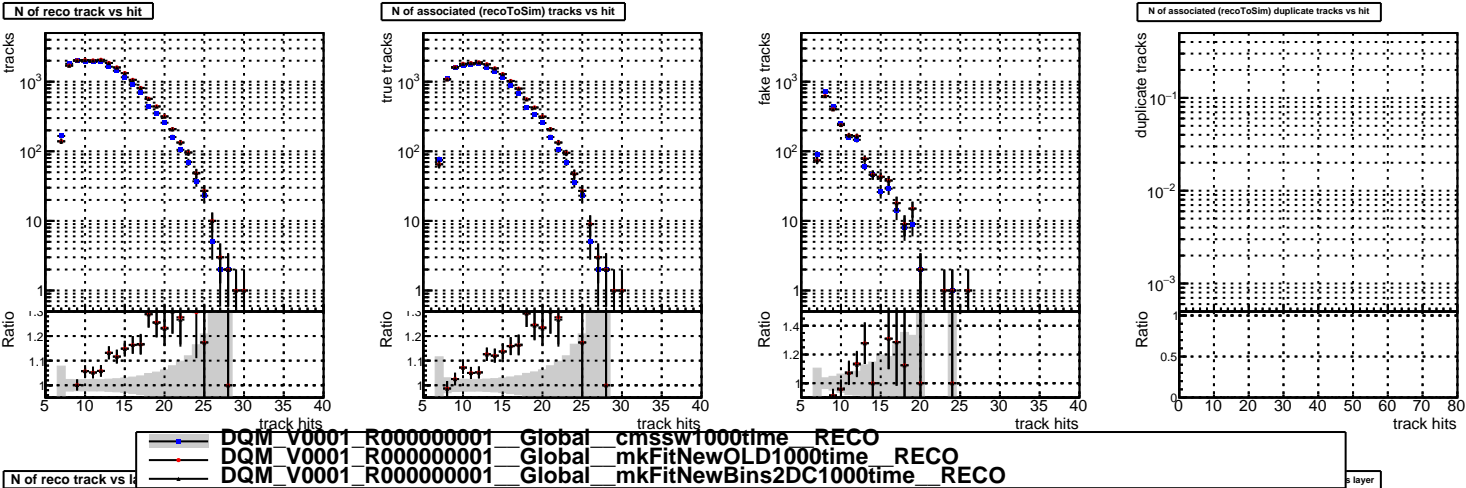 N of reco track vs hit
N of associated (recoToSim) tracks vs hit
N of associated (recoToSim) duplicate tracks vs hit
tracks
10³
10²
10
1
Ratio
1.3
1.2
1.1
1
5 10 15 20 25 30 35 40
track hits
true tracks
10³
10²
10
1
Ratio
1.3
1.2
1.1
1
5 10 15 20 25 30 35 40
track hits
fake tracks
10³
10²
10
1
Ratio
1.4
1.2
1
5 10 15 20 25 30 35 40
track hits
duplicate tracks
10⁻¹
10⁻²
10⁻³
Ratio
1
0.5
0
0 10 20 30 40 50 60 70 80
track hits
DQM_V0001_R000000001__Global__cmssw1000time__RECO
DQM_V0001_R000000001__Global__mkFitNewOLD1000time__RECO
DQM_V0001_R000000001__Global__mkFitNewBins2DC1000time__RECO
N of reco track vs la
s layer